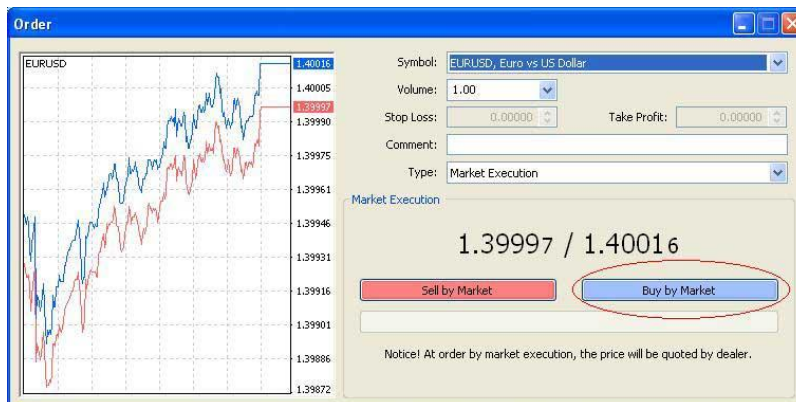 Order
EURUSD
1.40016
1.40005
1.39997
1.39990
1.39975
1.39961
1.39946
1.39931
1.39916
1.39901
1.39886
1.39872
Symbol: EURUSD, Euro vs US Dollar
Volume: 1.00
Stop Loss: 0.00000 Take Profit: 0.00000
Comment:
Type: Market Execution
Market Execution
1.39997 / 1.40016
Sell by Market Buy by Market
Notice! At order by market execution, the price will be quoted by dealer.